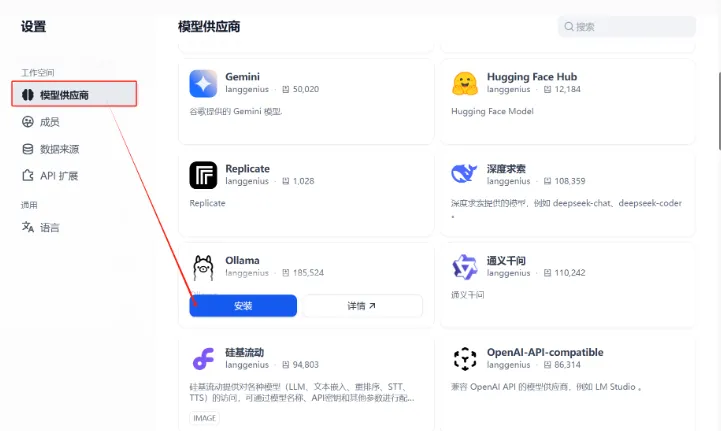 设置
模型供应商
搜索
工作空间
模型供应商
成员
数据来源
API 扩展
通用
语言
Gemini
langgenius · 50,020
谷歌提供的 Gemini 模型.
Hugging Face Hub
langgenius · 12,184
Hugging Face Model
Replicate
langgenius · 1,028
Replicate
深度求索
langgenius · 108,359
深度求索提供的模型，例如 deepseek-chat、deepseek-coder
。
Ollama
langgenius · 185,524
安装
详情
通义千问
langgenius · 110,242
通义千问
硅基流动
langgenius · 94,803
硅基流动提供对各种模型（LLM、文本嵌入、重排序、STT、
TTS）的访问，可通过模型名称、API密钥和其他参数进行配...
IMAGE
OpenAI-API-compatible
langgenius · 86,314
兼容 OpenAI API 的模型供应商，例如 LM Studio 。